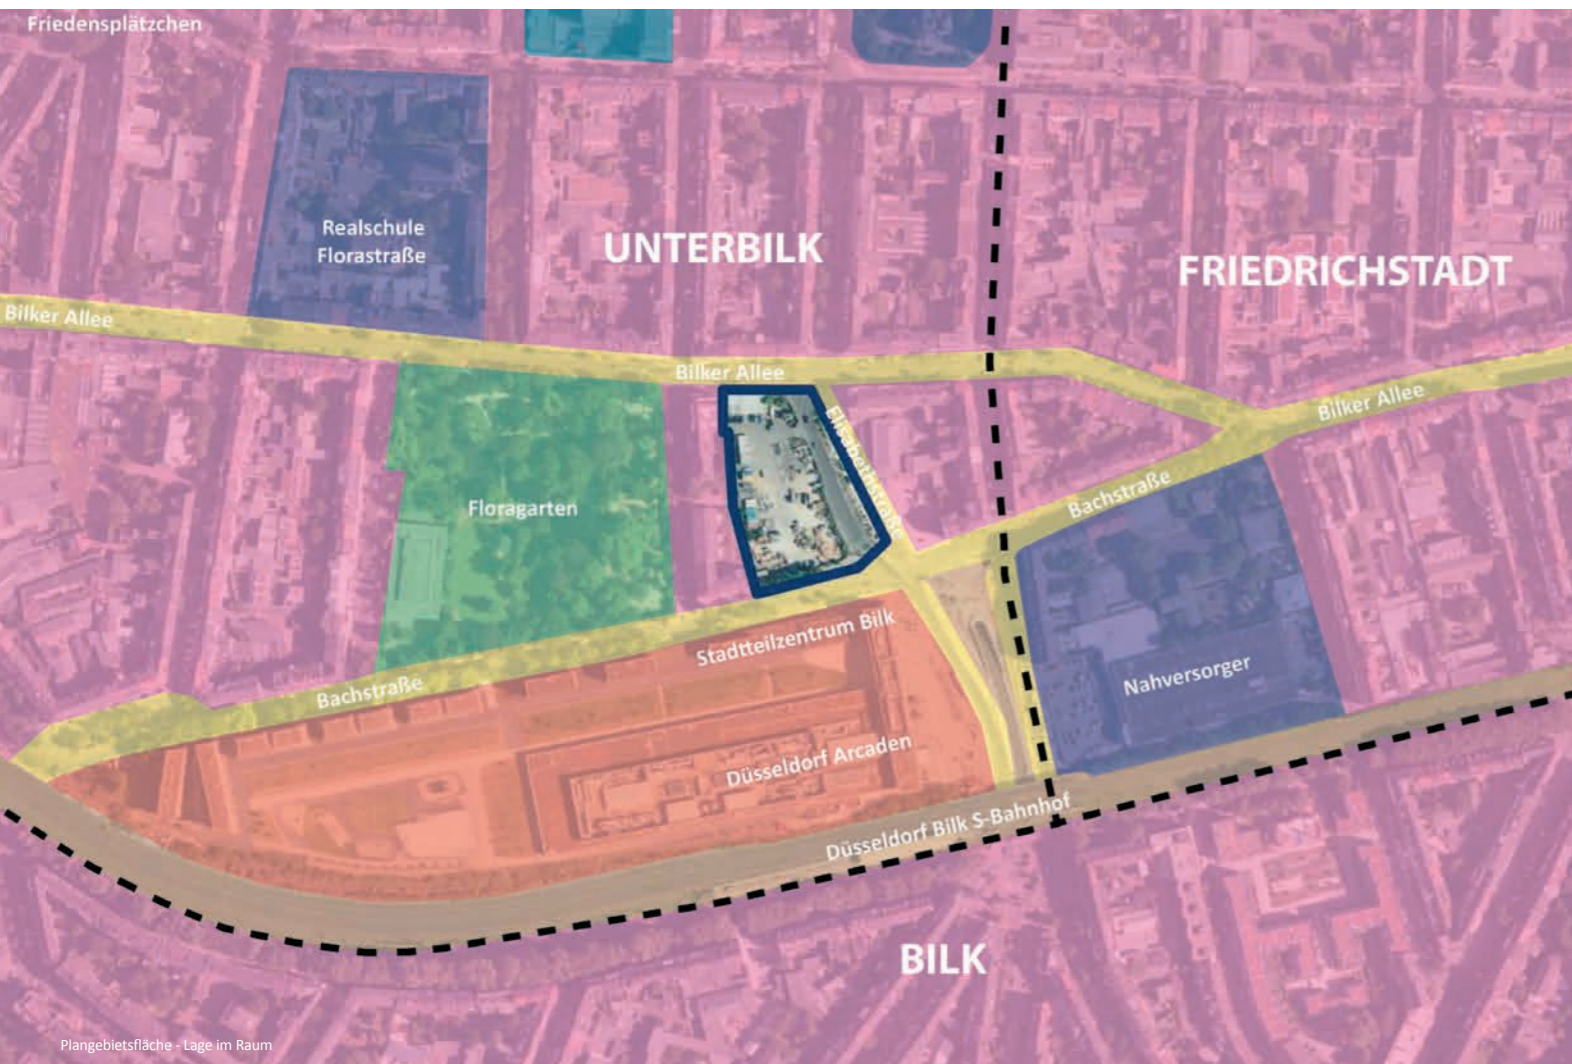 Friedensplätzchen
Realschule
Florastraße
UNTERBILK
FRIEDRICHSTADT
Bilker Allee
Bilker Allee
Bilker Allee
Elisabethstraße
Floragarten
Bachstraße
Stadtteilzentrum Bilk
Nahversorger
Bachstraße
Düsseldorf Arcaden
Düsseldorf Bilk S-Bahnhof
BILK
Plangebietsfläche - Lage im Raum